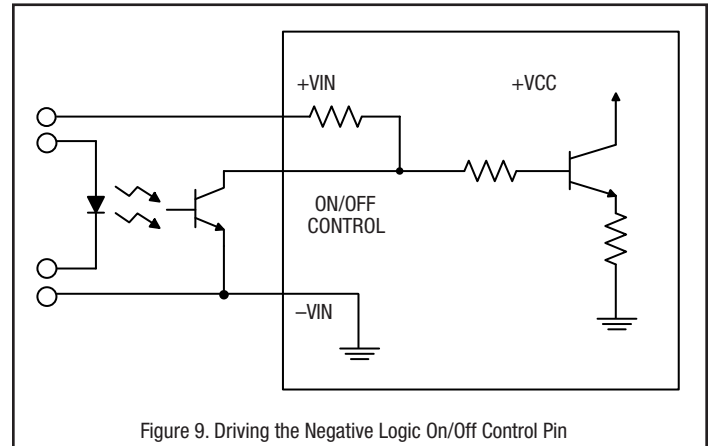 +VIN
+VCC
ON/OFF
CONTROL
–VIN
Figure 9. Driving the Negative Logic On/Off Control Pin